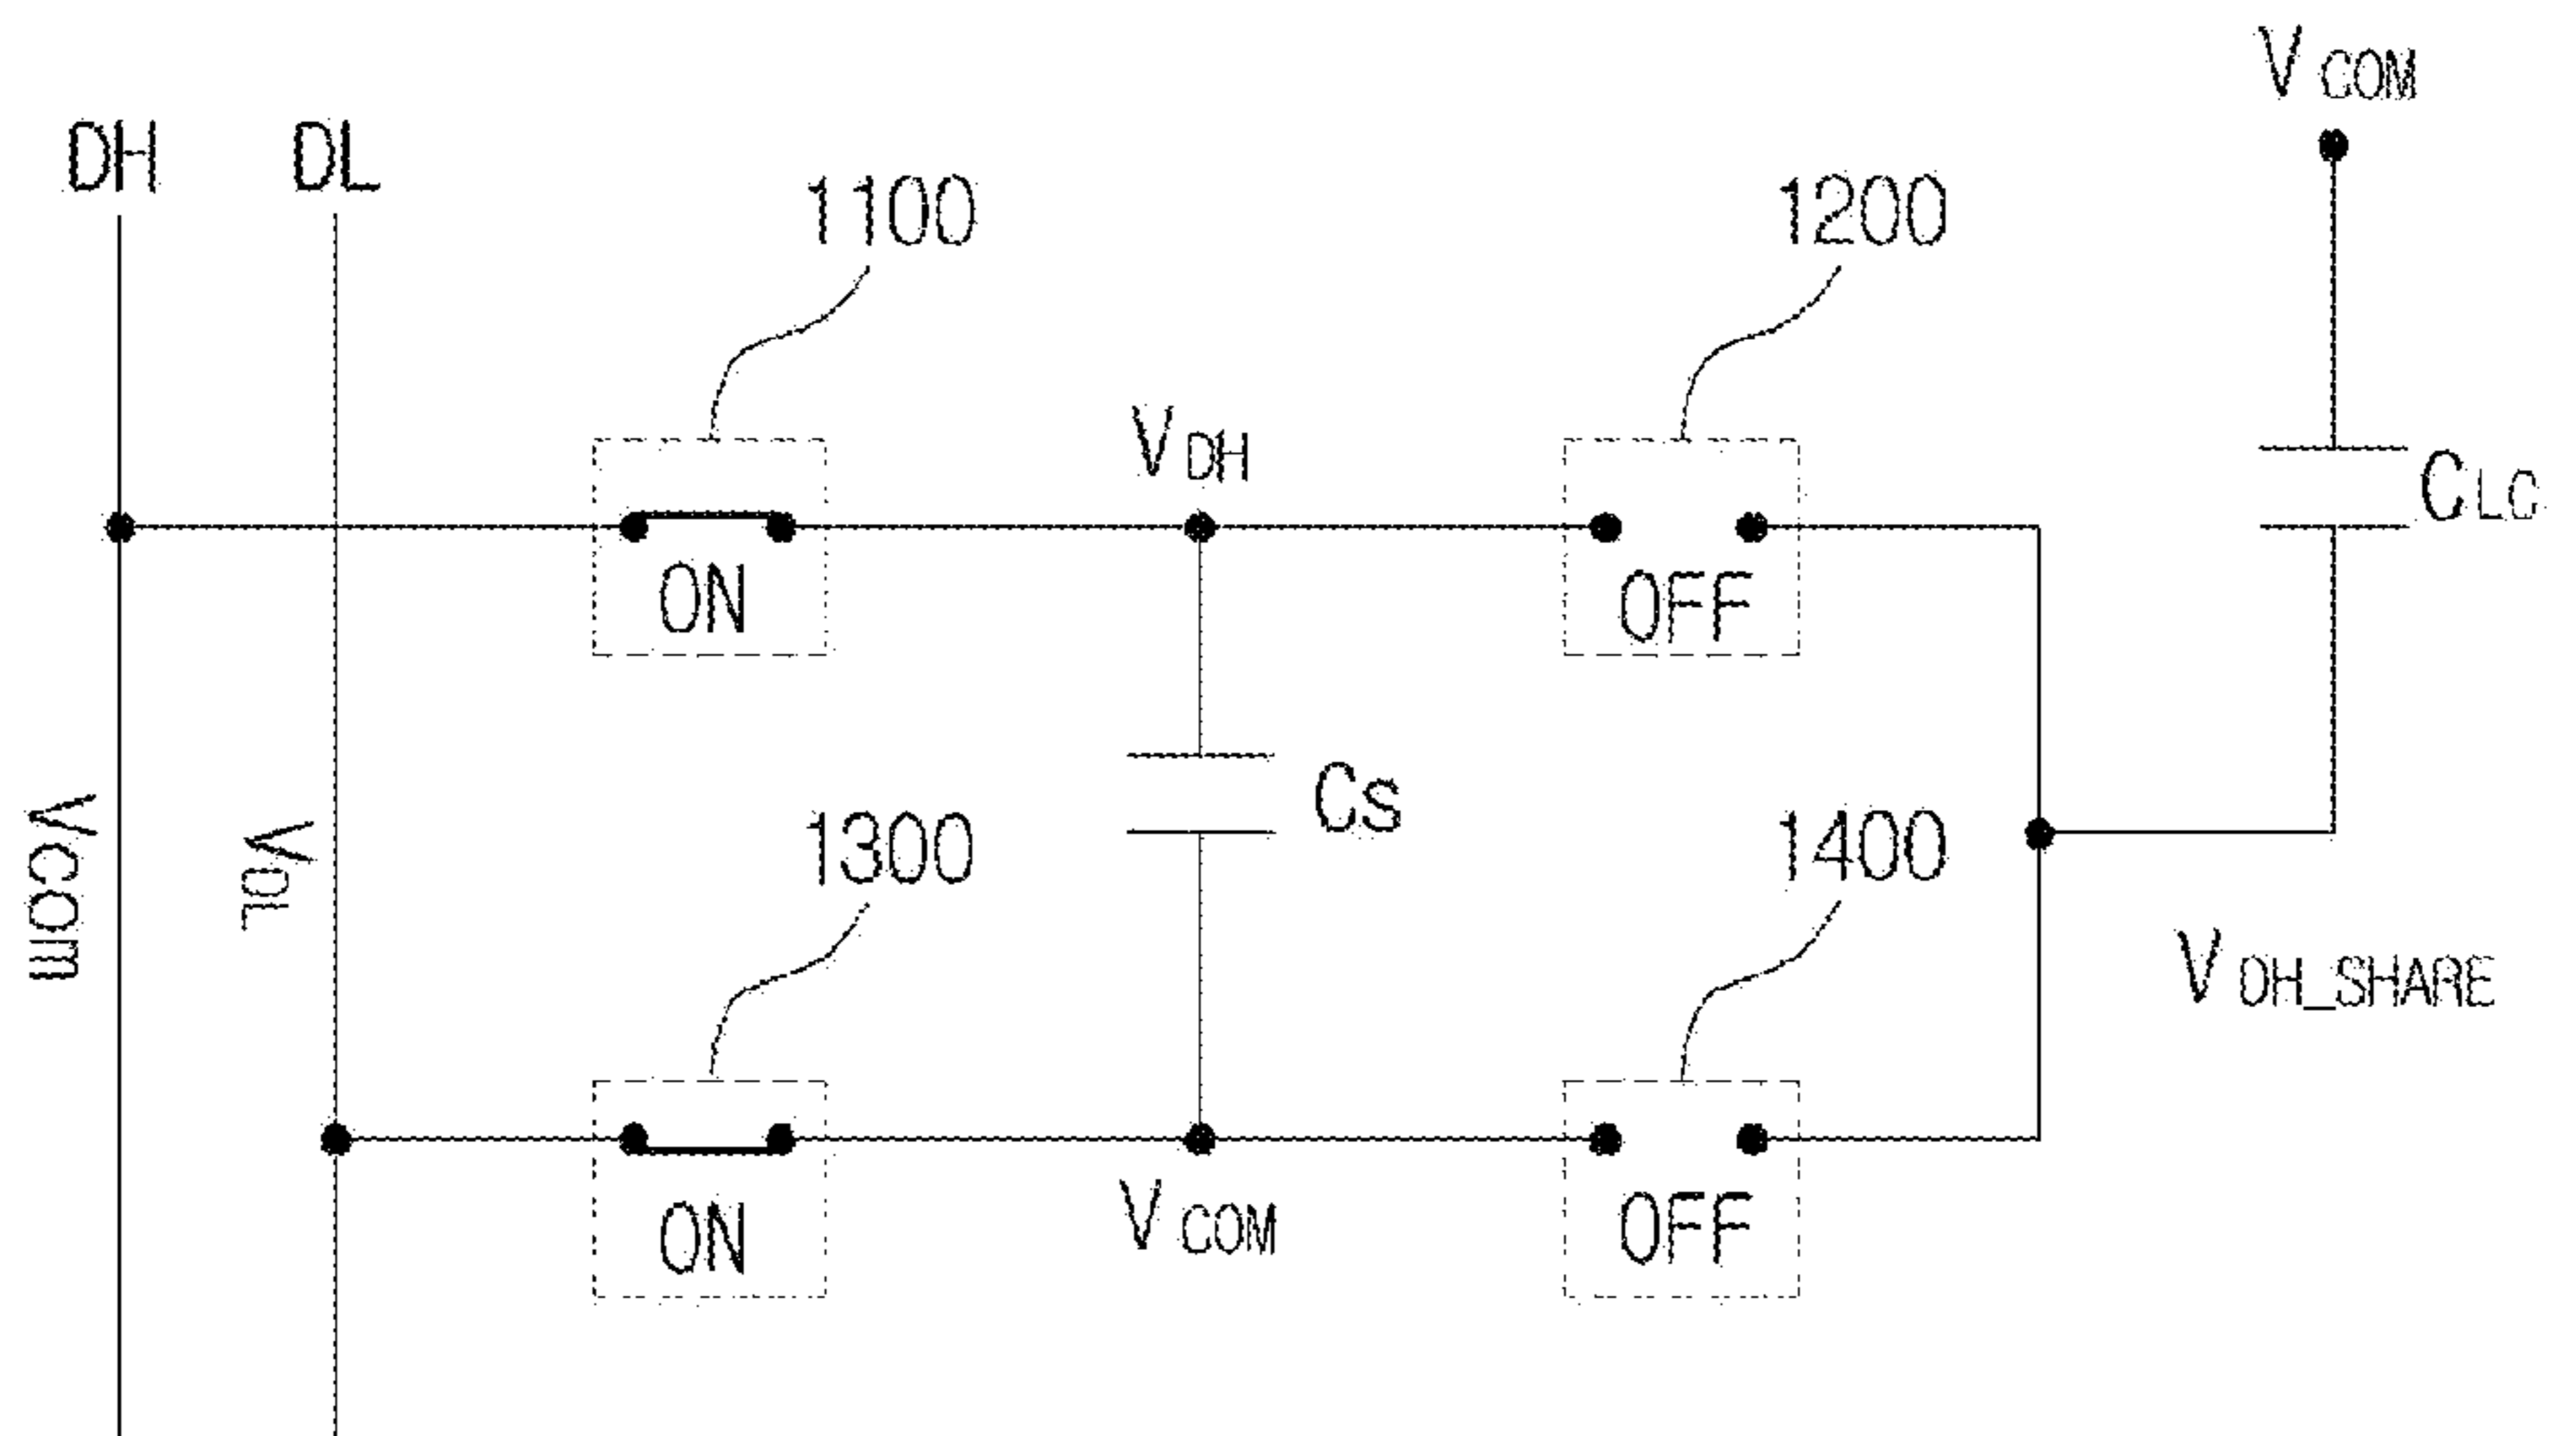 V COM
DH
DL
1100
1200
V DH
CLC
ON
OFF
Cs
Vcom
VDL
1300
1400
V DH_SHARE
V COM
ON
OFF